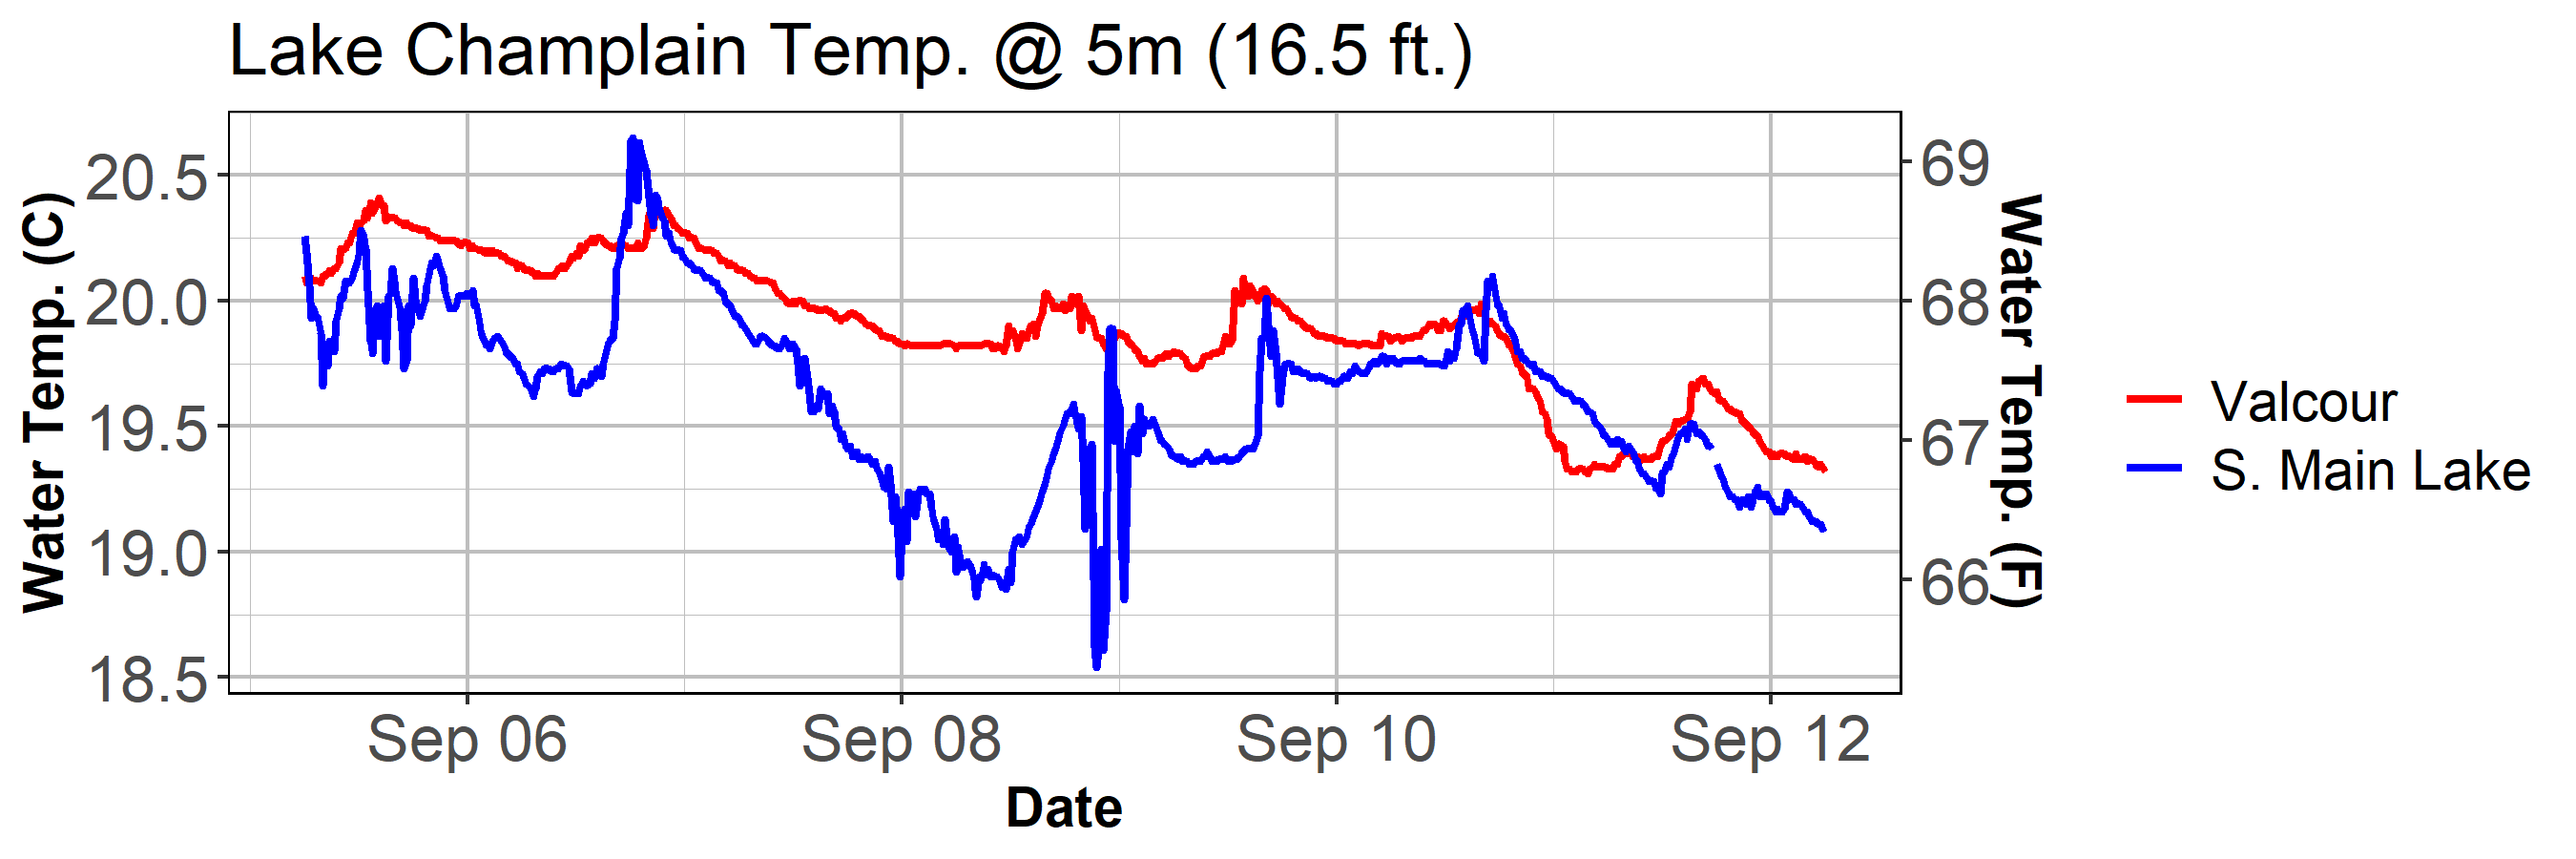 Lake Champlain Temp. @ 5m (16.5 ft.)
Water Temp. (C)
20.5
20.0
19.5
19.0
18.5
69
68
67
66
Water Temp. (F)
Sep 06
Sep 08
Sep 10
Sep 12
Date
Valcour
S. Main Lake